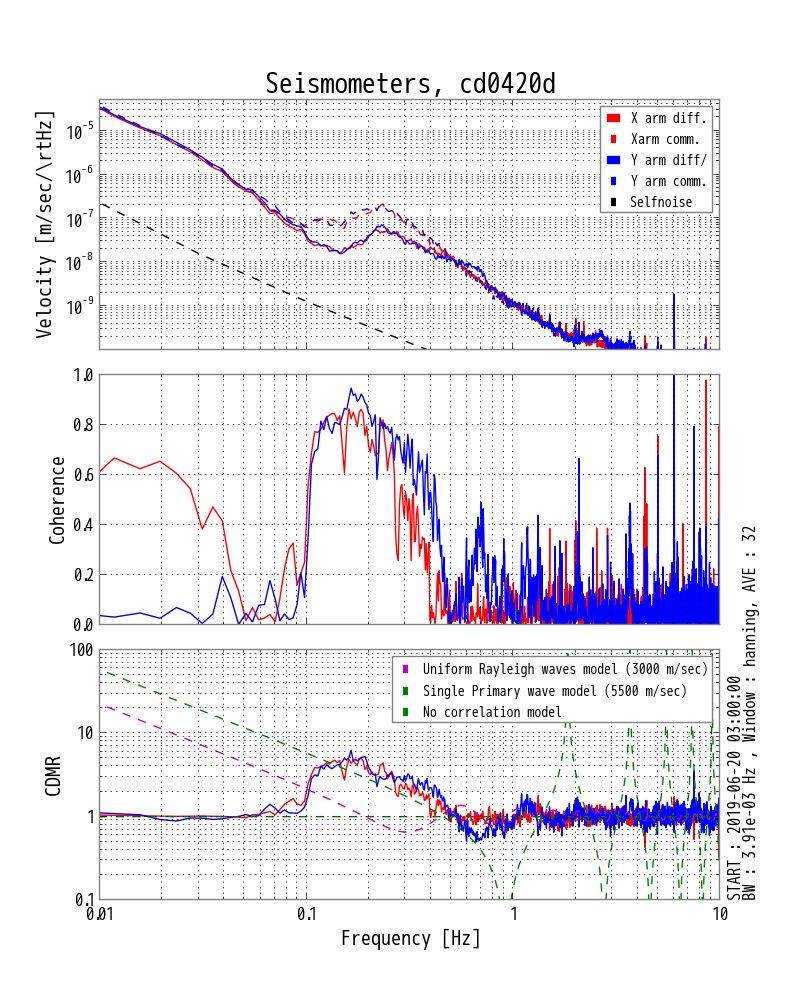 Seismometers, cd0420d
Velocity [m/sec/\rtHz]
10^-5
10^-6
10^-7
10^-8
10^-9
X arm diff.
Xarm comm.
Y arm diff/
Y arm comm.
Selfnoise
Coherence
1.0
0.8
0.6
0.4
0.2
0.0
CDMR
100
10
1
0.1
Uniform Rayleigh waves model (3000 m/sec)
Single Primary wave model (5500 m/sec)
No correlation model
0.01 0.1 1 10
Frequency [Hz]
START : 2019-06-20 03:00:00
BW : 3.91e-03 Hz , Window : hanning, AVE : 32